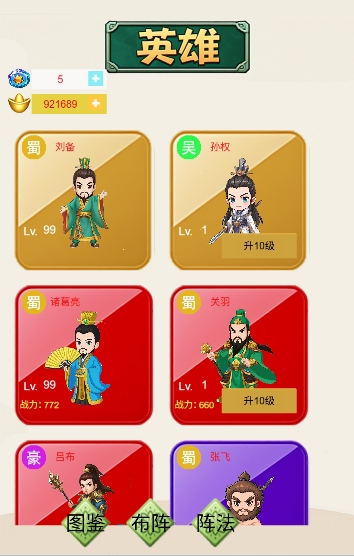 英雄
5
921689
蜀 刘备
吴 孙权
Lv. 99
Lv. 1
升10级
蜀 诸葛亮
蜀 关羽
Lv. 99
Lv. 1
战力: 772
战力: 660
升10级
豪 吕布
蜀 张飞
图鉴 布阵 阵法